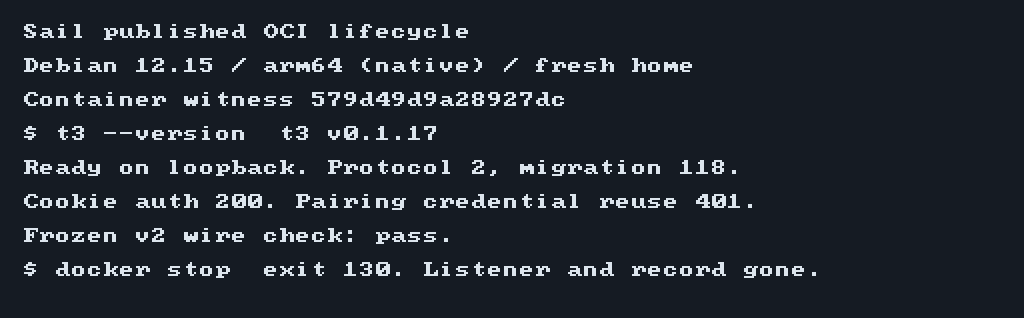 Sail published OCI lifecycle
Debian 12.15 / arm64 (native) / fresh home
Container witness 579d49d9a28927dc
$ t3 --version  t3 v0.1.17
Ready on loopback. Protocol 2, migration 118.
Cookie auth 200. Pairing credential reuse 401.
Frozen v2 wire check: pass.
$ docker stop  exit 130. Listener and record gone.